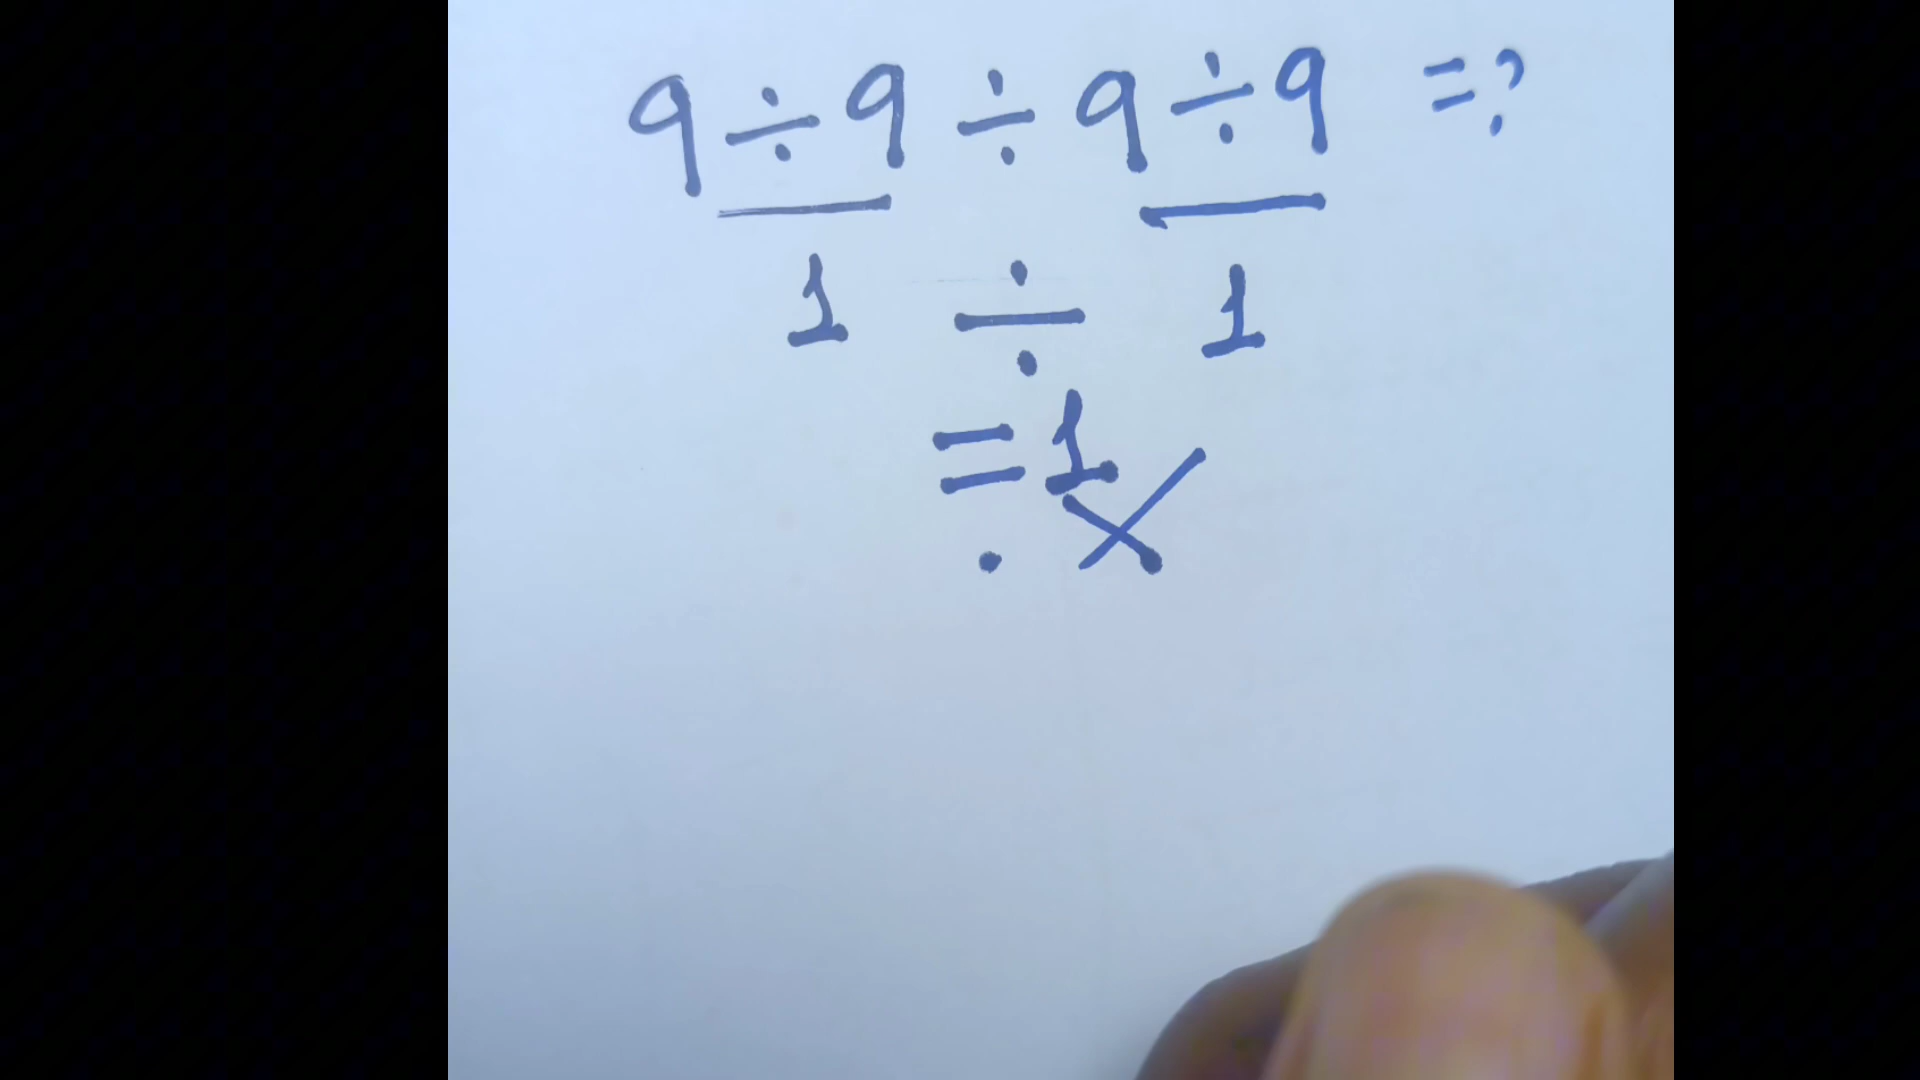 9÷9÷9÷9 =?
1 ÷ 1
=1
. ×